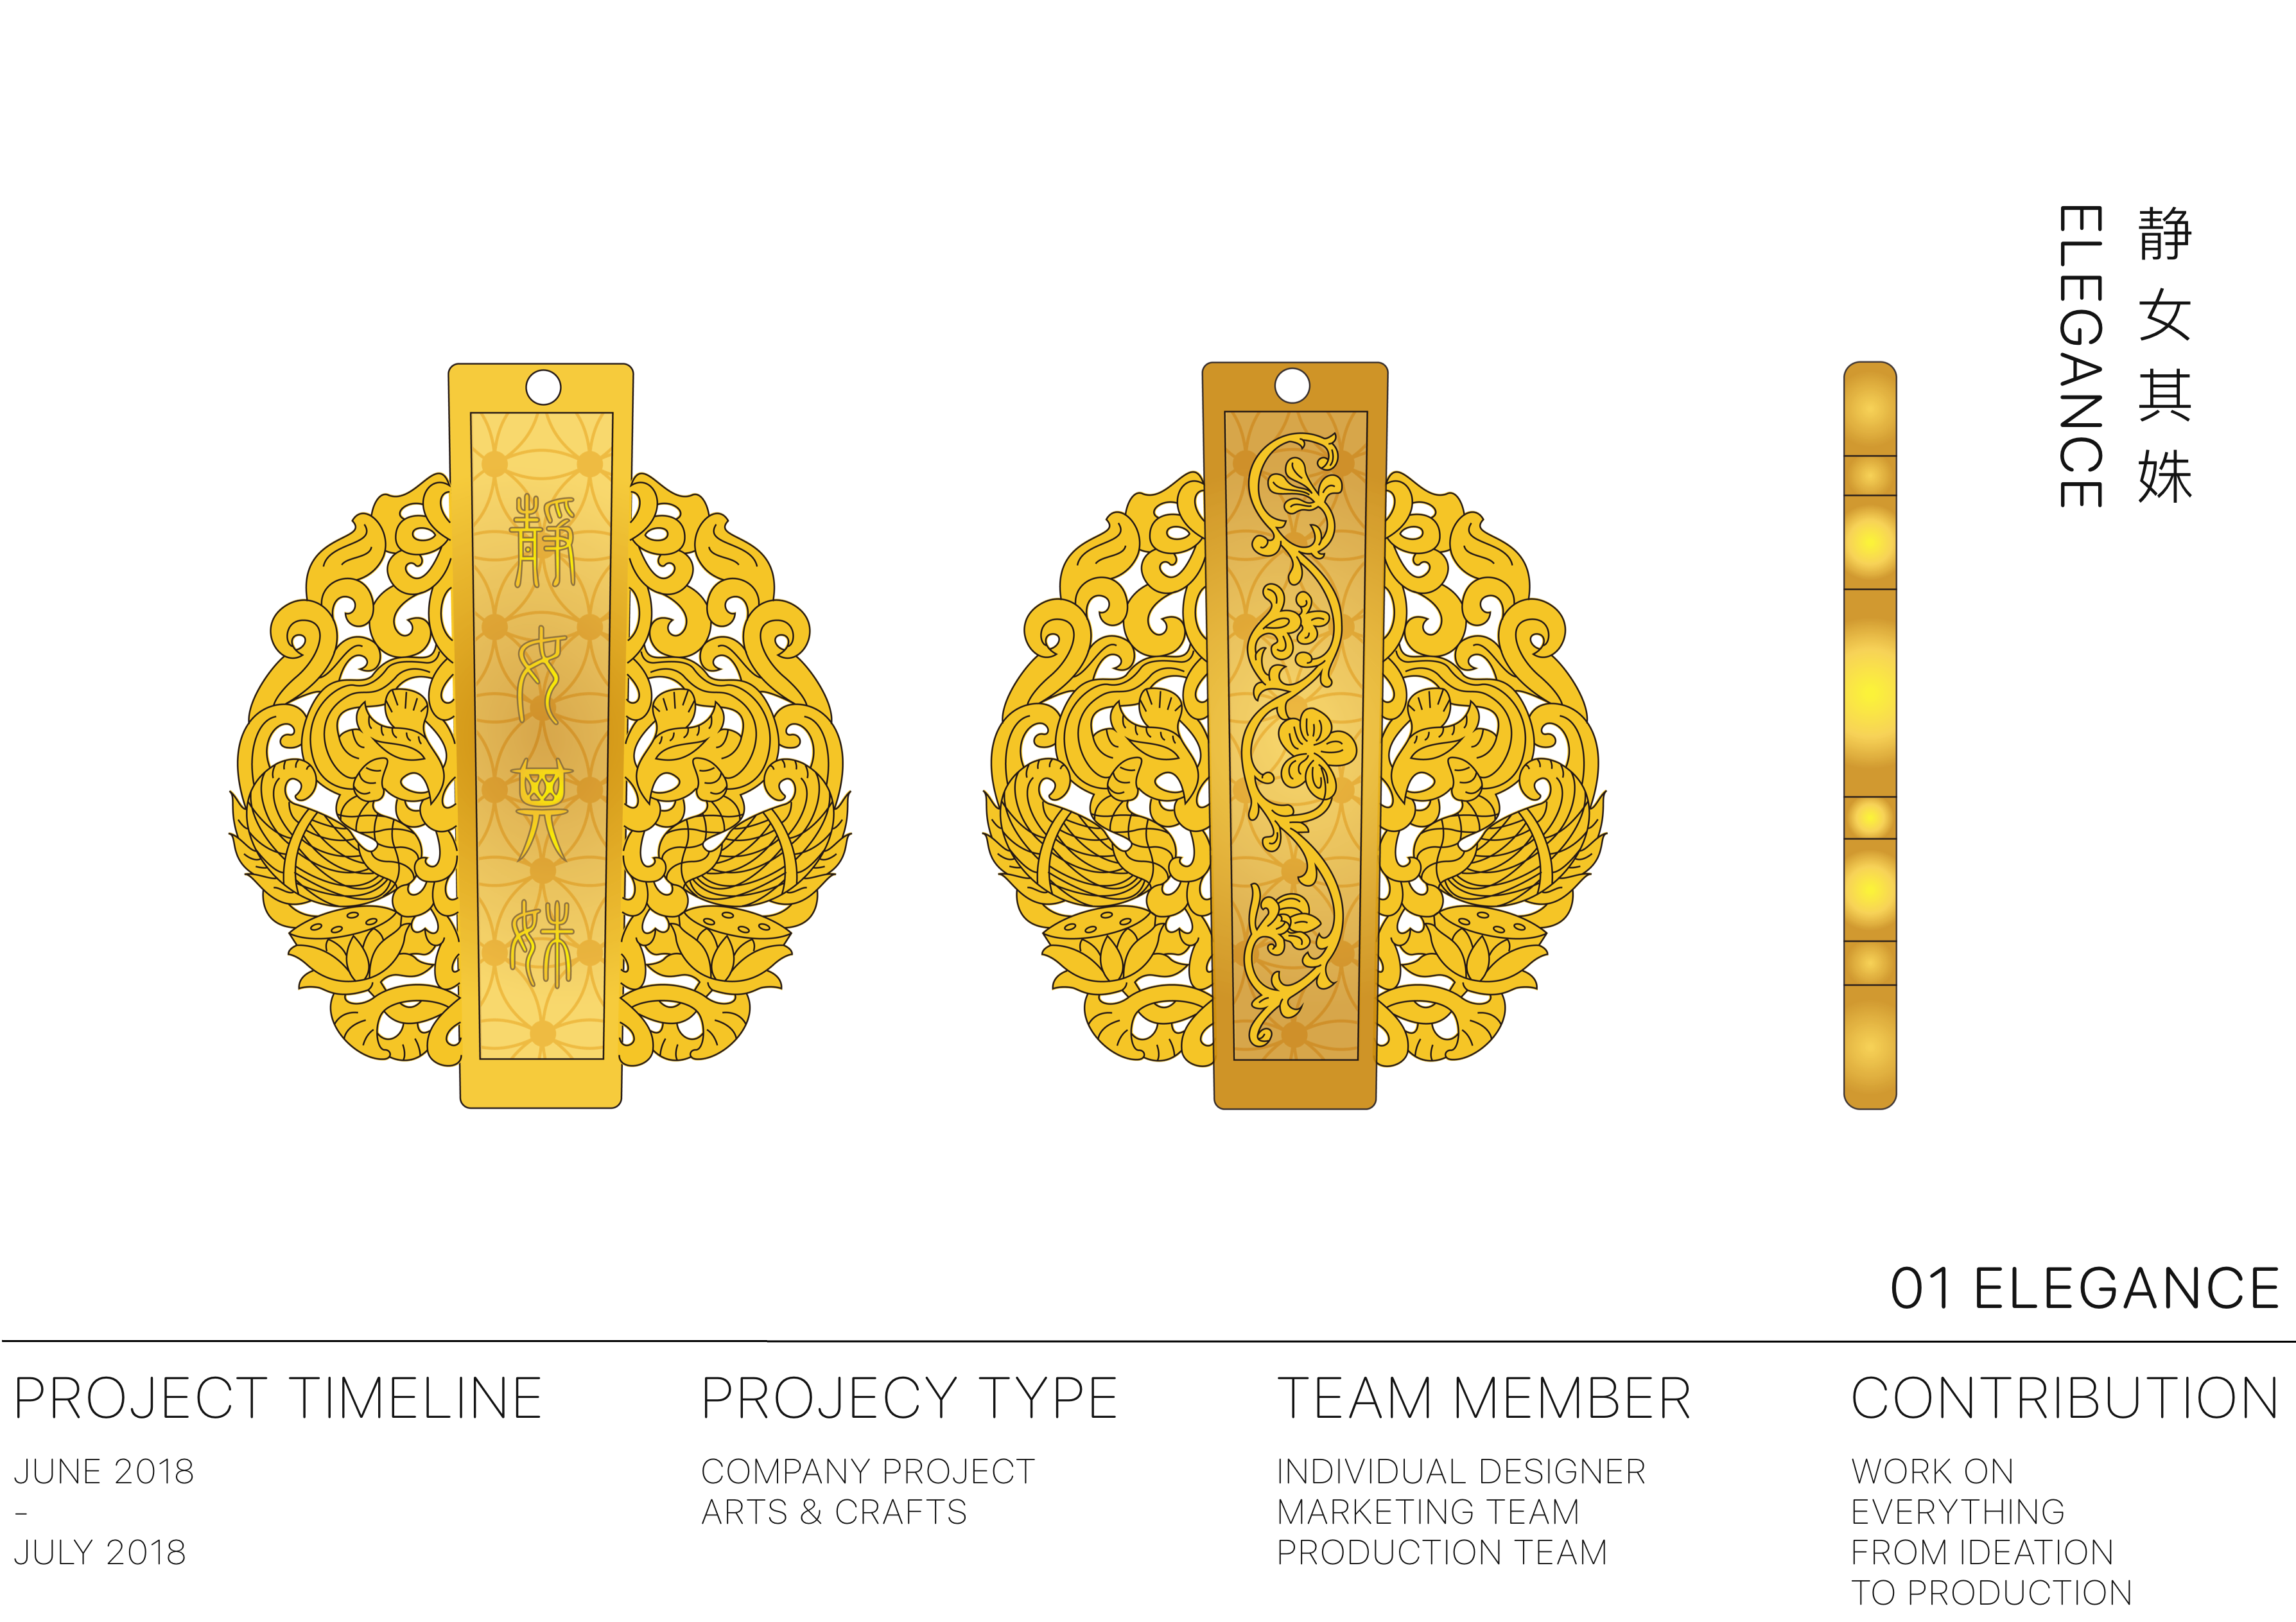 靜女其姝
静女其姝
ELEGANCE
01 ELEGANCE
PROJECT TIMELINE
JUNE 2018
-
JULY 2018
PROJECY TYPE
COMPANY PROJECT
ARTS & CRAFTS
TEAM MEMBER
INDIVIDUAL DESIGNER
MARKETING TEAM
PRODUCTION TEAM
CONTRIBUTION
WORK ON
EVERYTHING
FROM IDEATION
TO PRODUCTION